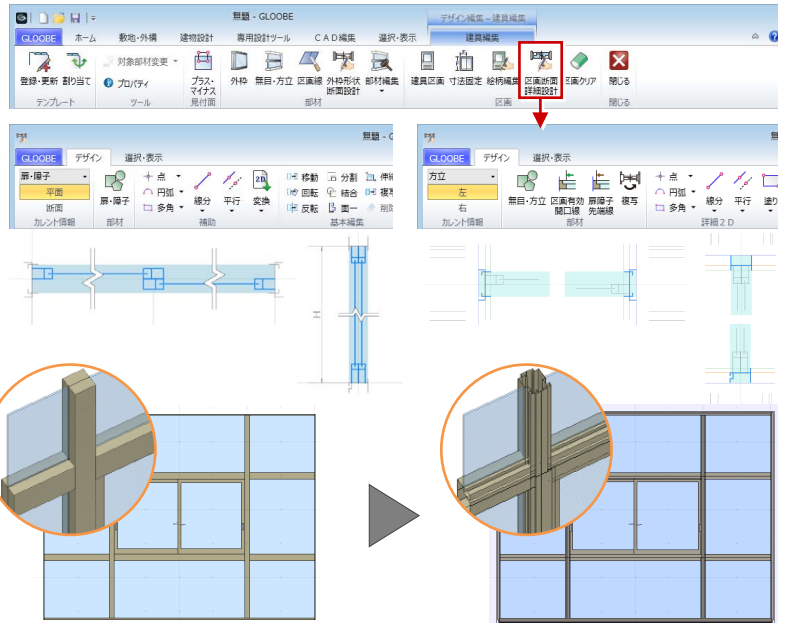 無題 - GLOOBE
デザイン編集 - 建具編集
GLOOBE ホーム 敷地・外構 建物設計 専用設計ツール CAD編集 選択・表示 建具編集
登録・更新 割り当て
テンプレート
対象部材変更
プロパティ
ツール
プラス・マイナス
見付面
外枠 無目・方立 区画線 外枠形状断面設計 部材編集
部材
建具区画 寸法固定 絵柄編集 区画断面詳細設計 区画クリア
区画
閉じる
閉じる
無題 -
GLOOBE デザイン 選択・表示
扉・障子
平面
断面
カレント情報
扉・障子
部材
点
円弧
多角
線分 平行 変換
補助
移動 分割
回転 結合
反転 面一
基本編集
GLOOBE デザイン 選択・表示
方立
左
右
カレント情報
無目・方立 区画有効開口線 扉障子先端線 複写
部材
点
円弧
多角
線分 平行
詳細2D
H